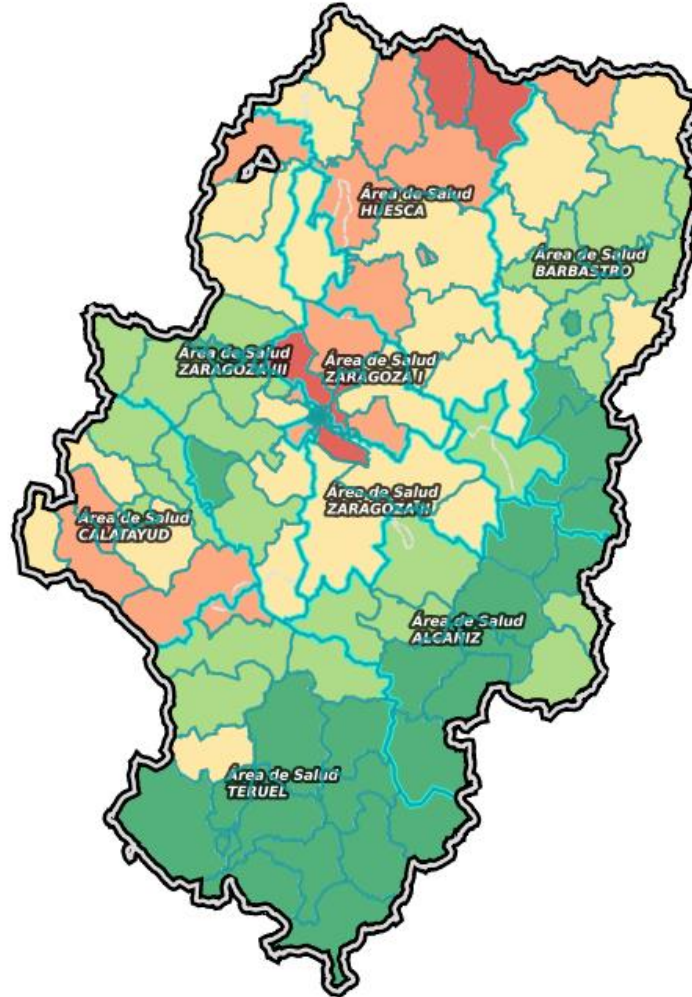 Área de Salud
HUESCA
Área de Salud
BARBASTRO
Área de Salud
ZARAGOZA III
Área de Salud
ZARAGOZA I
Área de Salud
ZARAGOZA II
Área de Salud
CALATAYUD
Área de Salud
ALCAÑIZ
Área de Salud
TERUEL